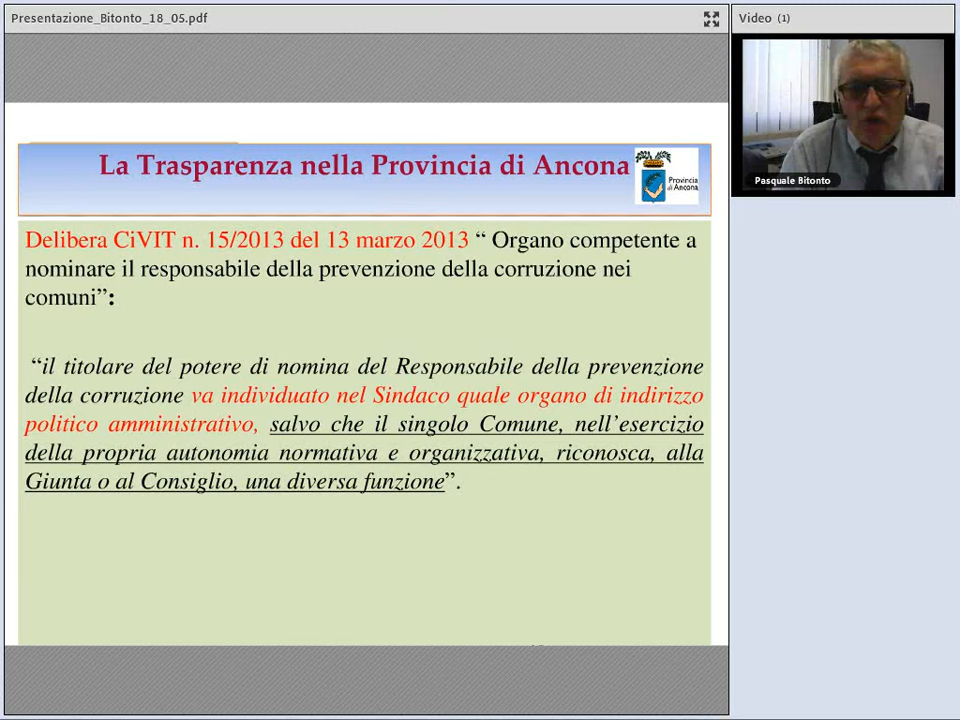 Presentazione_Bitonto_18_05.pdf
Video (1)
Pasquale Bitonto
La Trasparenza nella Provincia di Ancona
Provincia
di Ancona
Delibera CiVIT n. 15/2013 del 13 marzo 2013 “ Organo competente a
nominare il responsabile della prevenzione della corruzione nei
comuni”:
“il titolare del potere di nomina del Responsabile della prevenzione
della corruzione va individuato nel Sindaco quale organo di indirizzo
politico amministrativo, salvo che il singolo Comune, nell’esercizio
della propria autonomia normativa e organizzativa, riconosca, alla
Giunta o al Consiglio, una diversa funzione”.